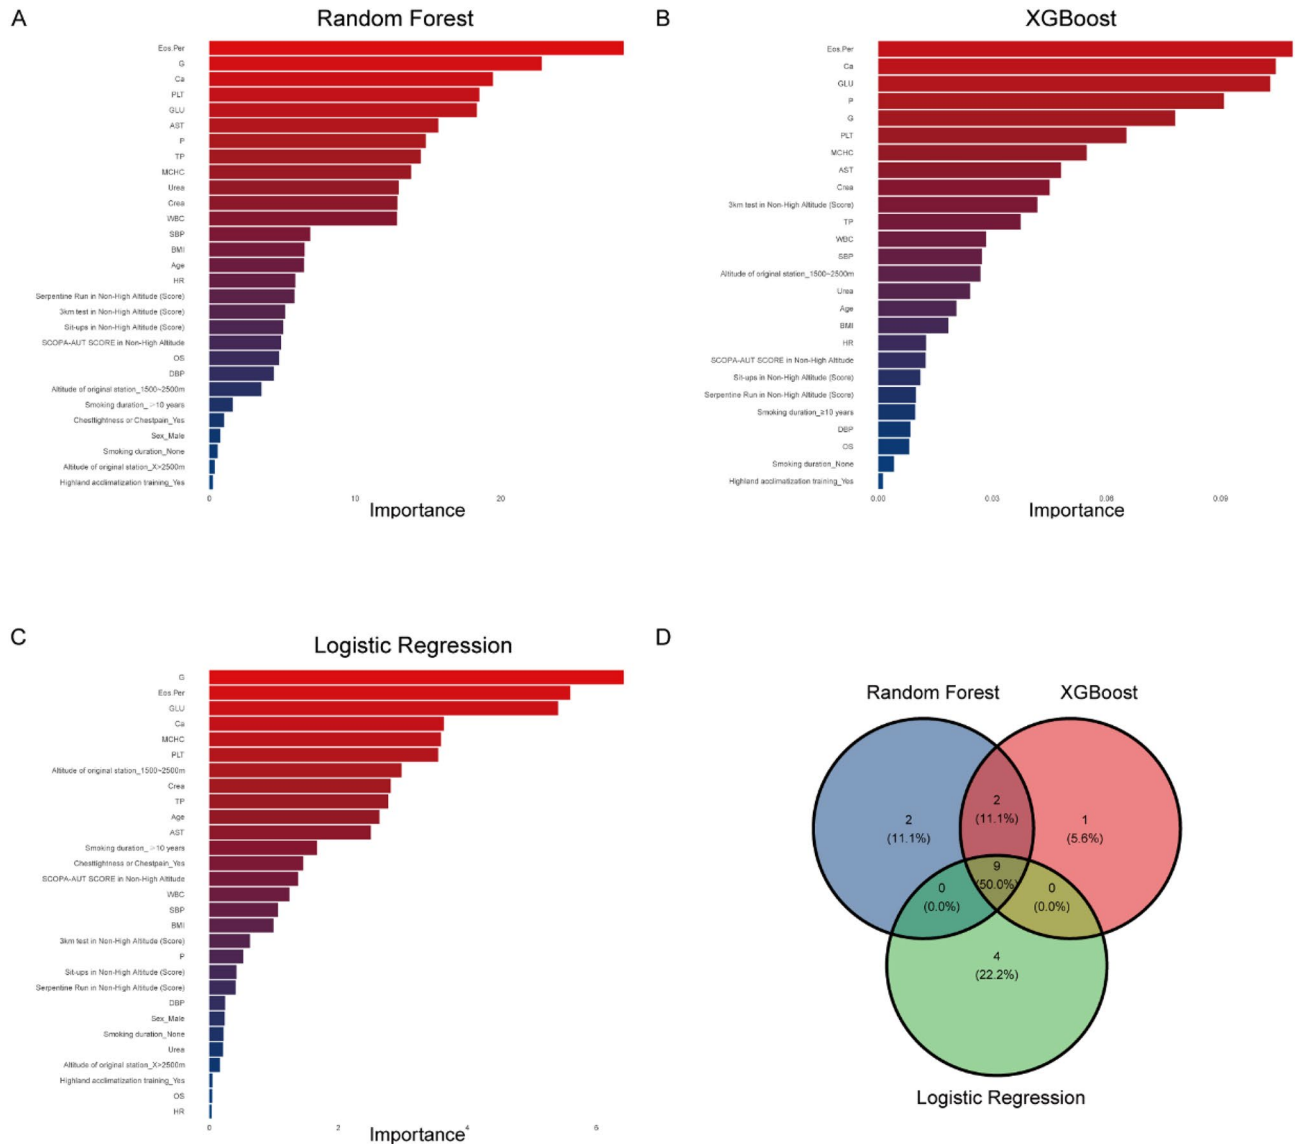 A
Random Forest
Eos.Per
G
Ca
PLT
GLU
AST
P
TP
MCHC
Urea
Crea
WBC
SBP
BMI
Age
HR
Serpentine Run in Non-High Altitude (Score)
3km test in Non-High Altitude (Score)
Sit-ups in Non-High Altitude (Score)
SCOPA-AUT SCORE in Non-High Altitude
OS
DBP
Altitude of original station_1500~2500m
Smoking duration_≥10 years
Chesttightness or Chestpain_Yes
Sex_Male
Smoking duration_None
Altitude of original station_X>2500m
Highland acclimatization training_Yes
0 10 20
Importance
B
XGBoost
Eos.Per
Ca
GLU
P
G
PLT
MCHC
AST
Crea
3km test in Non-High Altitude (Score)
TP
WBC
SBP
Altitude of original station_1500~2500m
Urea
Age
BMI
HR
SCOPA-AUT SCORE in Non-High Altitude
Sit-ups in Non-High Altitude (Score)
Serpentine Run in Non-High Altitude (Score)
Smoking duration_≥10 years
DBP
OS
Smoking duration_None
Highland acclimatization training_Yes
0.00 0.03 0.06 0.09
Importance
C
Logistic Regression
G
Eos.Per
GLU
Ca
MCHC
PLT
Altitude of original station_1500~2500m
Crea
TP
Age
AST
Smoking duration_≥10 years
Chesttightness or Chestpain_Yes
SCOPA-AUT SCORE in Non-High Altitude
WBC
SBP
BMI
3km test in Non-High Altitude (Score)
P
Sit-ups in Non-High Altitude (Score)
Serpentine Run in Non-High Altitude (Score)
DBP
Sex_Male
Smoking duration_None
Urea
Altitude of original station_X>2500m
Highland acclimatization training_Yes
OS
HR
0 2 4 6
Importance
D
Random Forest XGBoost
2
(11.1%)
2
(11.1%)
1
(5.6%)
9
(50.0%)
0
(0.0%)
0
(0.0%)
4
(22.2%)
Logistic Regression